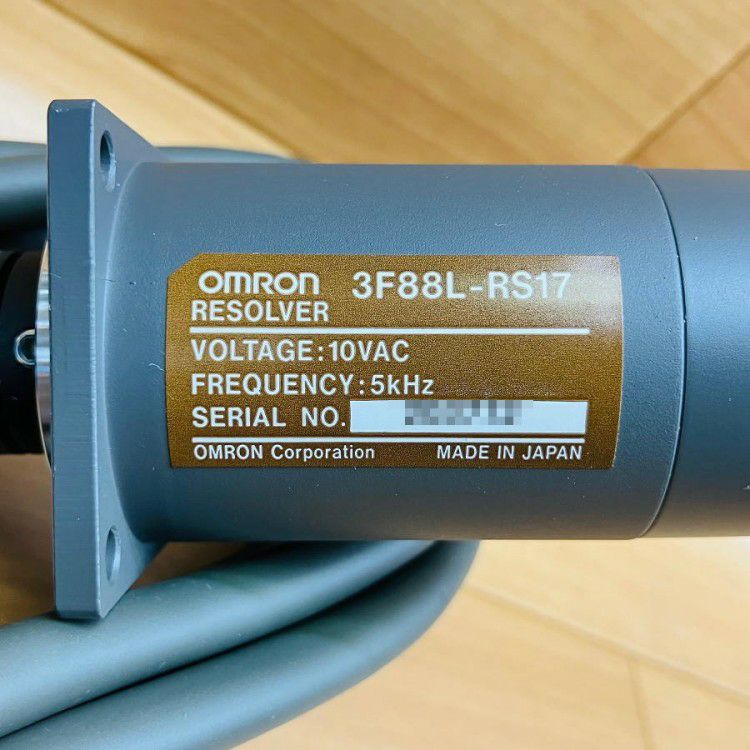 OMRON 3F88L-RS17
RESOLVER
VOLTAGE:10VAC
FREQUENCY:5kHz
SERIAL NO.
OMRON Corporation MADE IN JAPAN